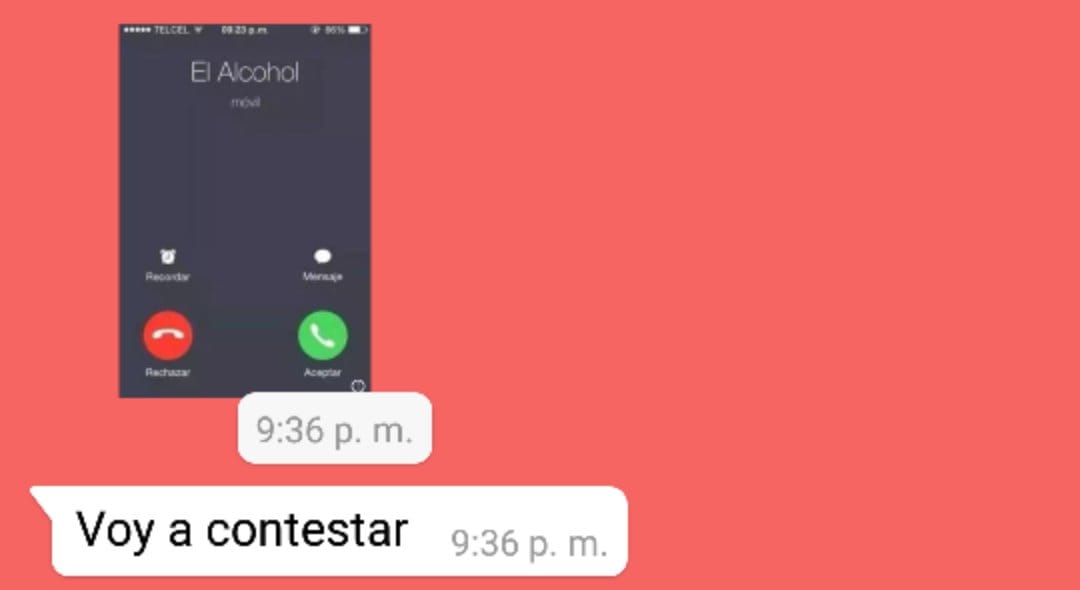 TELCEL 09:23 p.m. 86%
El Alcohol
móvil
Recordar Mensaje
Rechazar Aceptar
9:36 p. m.
Voy a contestar 9:36 p. m.